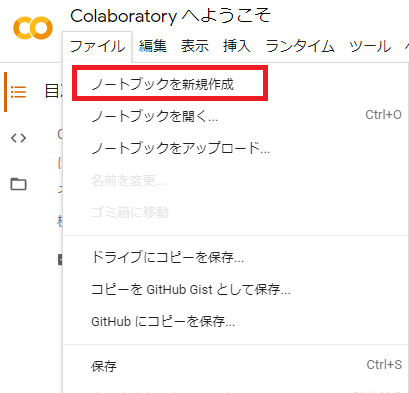 Colaboratory へようこそ
ファイル 編集 表示 挿入 ランタイム ツール
目
ノートブックを新規作成
ノートブックを開く... Ctrl+O
ノートブックをアップロード...
名前を変更...
ゴミ箱に移動
ドライブにコピーを保存...
コピーを GitHub Gist として保存...
GitHub にコピーを保存...
保存 Ctrl+S